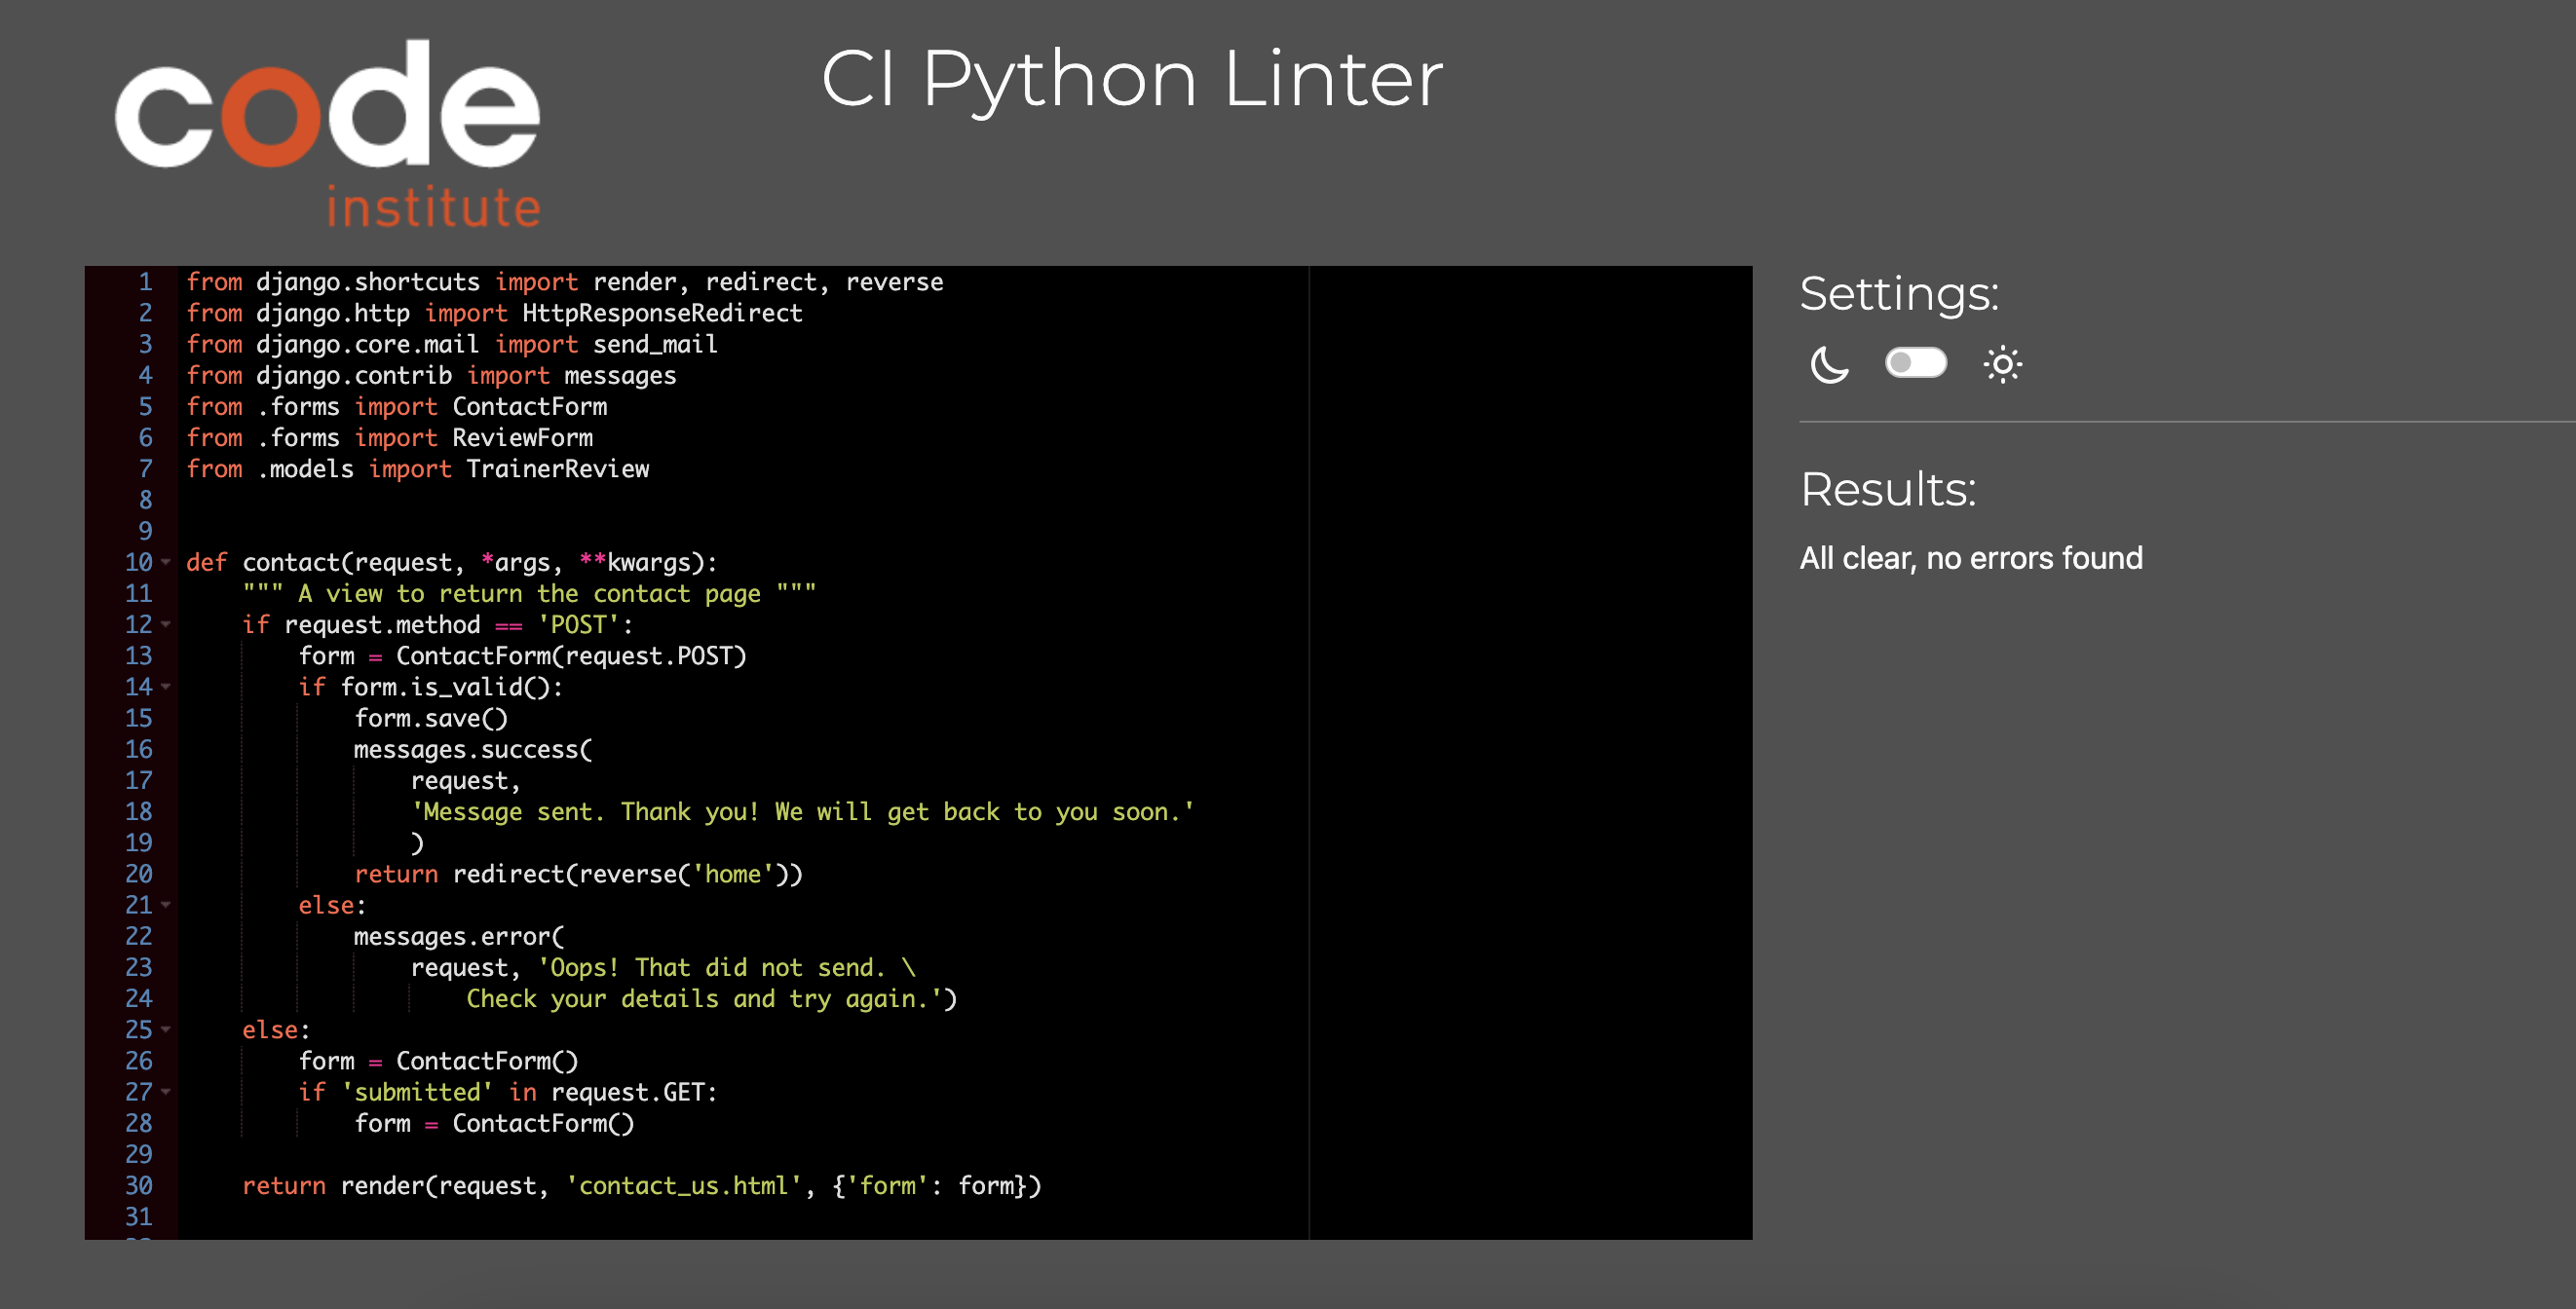 code
institute
CI Python Linter
1 from django.shortcuts import render, redirect, reverse
2 from django.http import HttpResponseRedirect
3 from django.core.mail import send_mail
4 from django.contrib import messages
5 from .forms import ContactForm
6 from .forms import ReviewForm
7 from .models import TrainerReview
8
9
10 def contact(request, *args, **kwargs):
11     """ A view to return the contact page """
12     if request.method == 'POST':
13         form = ContactForm(request.POST)
14         if form.is_valid():
15             form.save()
16             messages.success(
17                 request,
18                 'Message sent. Thank you! We will get back to you soon.'
19                 )
20             return redirect(reverse('home'))
21         else:
22             messages.error(
23                 request, 'Oops! That did not send. \
24                     Check your details and try again.')
25     else:
26         form = ContactForm()
27         if 'submitted' in request.GET:
28             form = ContactForm()
29
30     return render(request, 'contact_us.html', {'form': form})
31
Settings:
Results:
All clear, no errors found